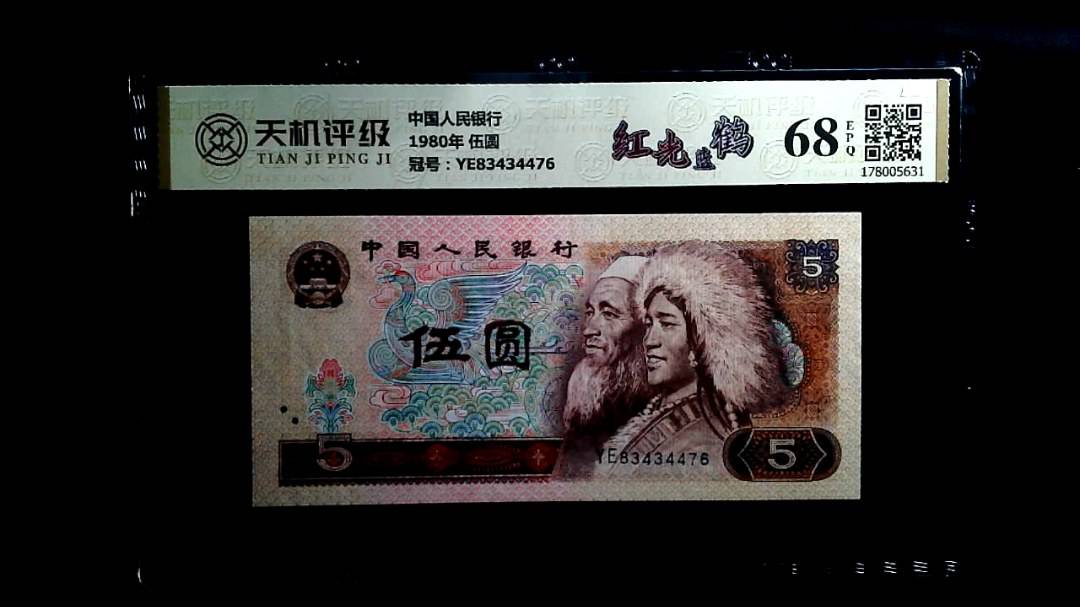 天机评级
TIAN JI PING JI
中国人民银行
1980年 伍圆
冠号：YE83434476
红光蓝鹤
68
EPQ
178005631
中国人民银行
5
伍圆
5
YE83434476
5